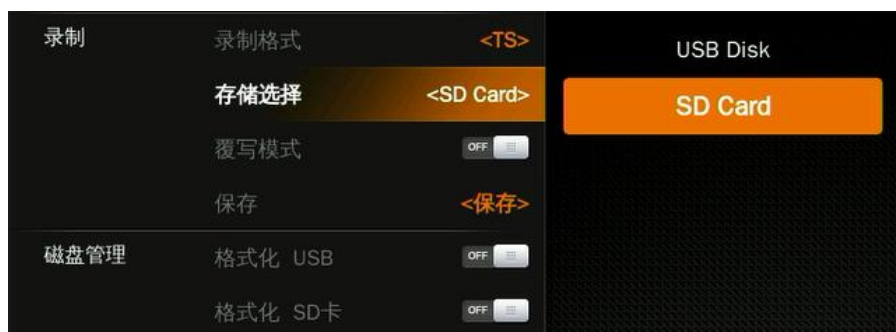 录制 录制格式 <TS>
存储选择 <SD Card>
覆写模式 OFF
保存 <保存>
磁盘管理 格式化 USB OFF
格式化 SD卡 OFF
USB Disk
SD Card